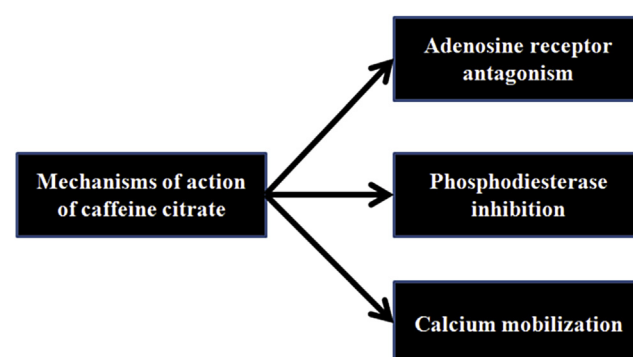 Adenosine receptor
antagonism
Mechanisms of action
of caffeine citrate
Phosphodiesterase
inhibition
Calcium mobilization